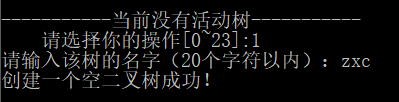 -----------当前没有活动树-----------
请选择你的操作[0~23]:1
请输入该树的名字（20个字符以内）：zxc
创建一个空二叉树成功！